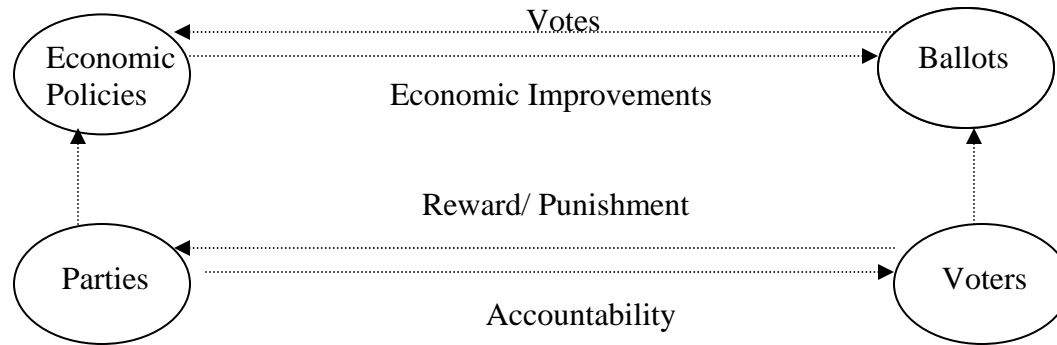 Votes
Economic
Policies
Ballots
Economic Improvements
Reward/ Punishment
Parties
Voters
Accountability